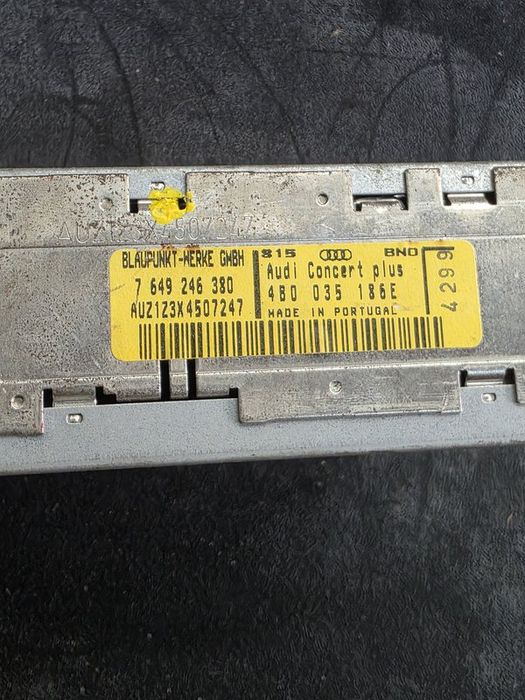 BLAUPUNKT-WERKE GMBH
7 649 246 380
AUZ1Z3X4507247
815 BNO
Audi Concert plus
4B0 035 186E
MADE IN PORTUGAL
4299